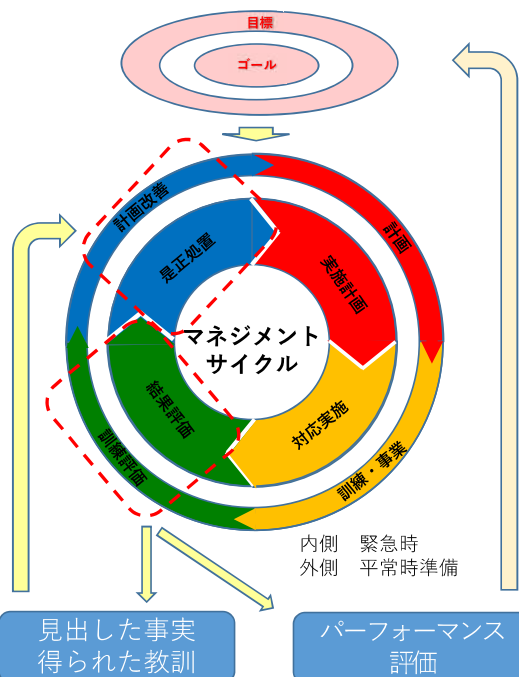 目標
ゴール
計画改善
計画
是正処置
実施計画
マネジメント
サイクル
結果評価
対応実施
訓練評価
訓練・事業
内側　緊急時
外側　平常時準備
見出した事実
得られた教訓
パーフォーマンス
評価